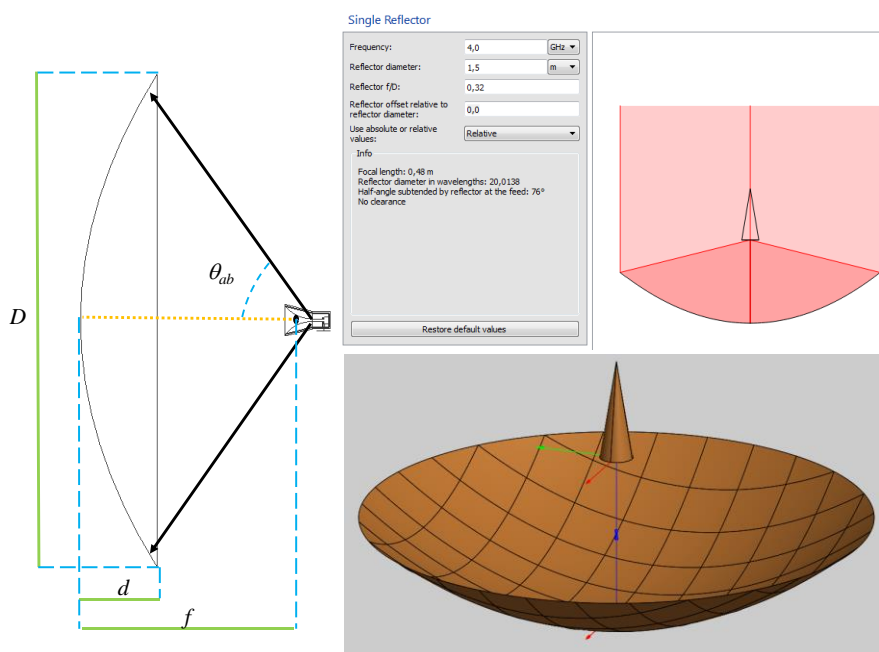 θab
D
d
f
Single Reflector
Frequency: 4,0 GHz
Reflector diameter: 1,5 m
Reflector f/D: 0,32
Reflector offset relative to
reflector diameter: 0,0
Use absolute or relative
values: Relative
Info
Focal length: 0,48 m
Reflector diameter in wavelengths: 20,0138
Half-angle subtended by reflector at the feed: 76°
No clearance
Restore default values